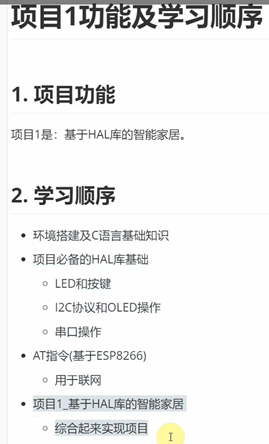 项目1功能及学习顺序
1. 项目功能
项目1是：基于HAL库的智能家居。
2. 学习顺序
环境搭建及C语言基础知识
项目必备的HAL库基础
LED和按键
I2C协议和OLED操作
串口操作
AT指令(基于ESP8266)
用于联网
项目1_基于HAL库的智能家居
综合起来实现项目